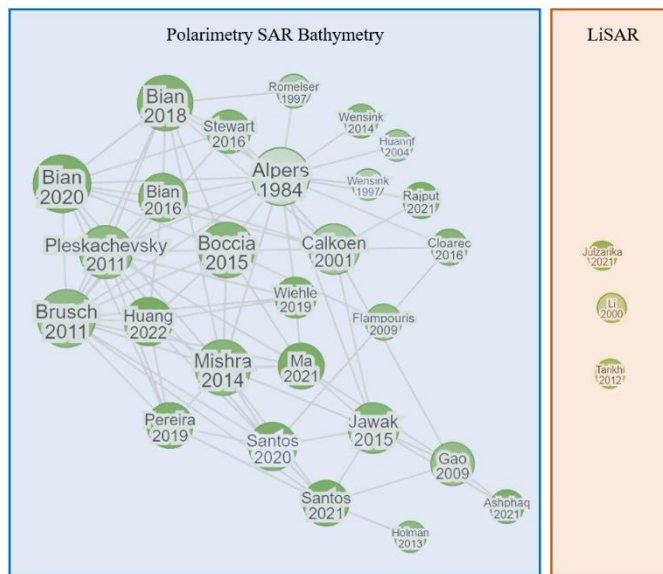 Polarimetry SAR Bathymetry
LiSAR
Romeiser
1997
Bian
2018
Wensink
2014
Stewart
2016
Huangf
2004
Alpers
1984
Bian
2020
Bian
2016
Wensink
1997
Rajput
2021
Pleskachevsky
2011
Boccia
2015
Calkoen
2001
Cloarec
2016
Julzarika
2021
Brusch
2011
Huang
2022
Wiehle
2019
Flampouris
2009
Li
2000
Mishra
2014
Ma
2021
Tarikhi
2012
Pereira
2019
Santos
2020
Jawak
2015
Gao
2009
Santos
2021
Ashphaq
2021
Holman
2013